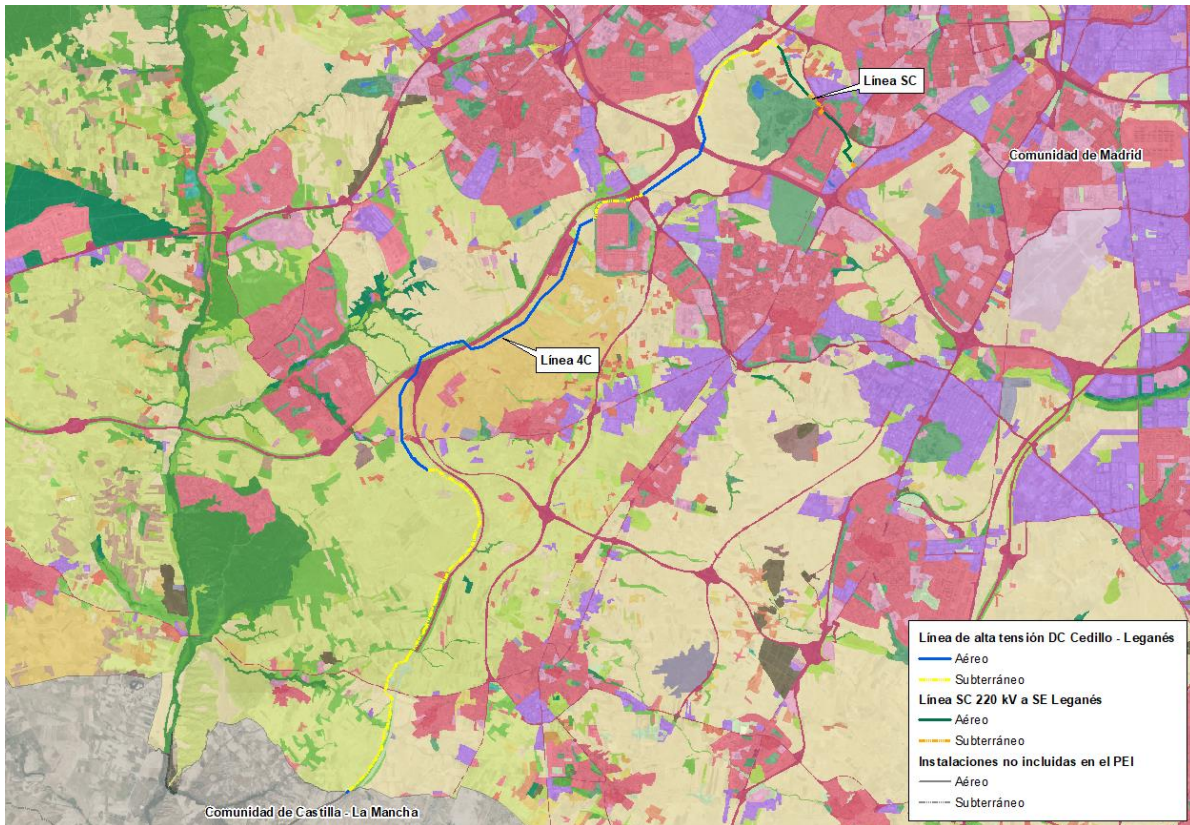 Línea SC
Comunidad de Madrid
Línea 4C
Comunidad de Castilla - La Mancha
Línea de alta tensión DC Cedillo - Leganés
Aéreo
Subterráneo
Línea SC 220 kV a SE Leganés
Aéreo
Subterráneo
Instalaciones no incluidas en el PEI
Aéreo
Subterráneo